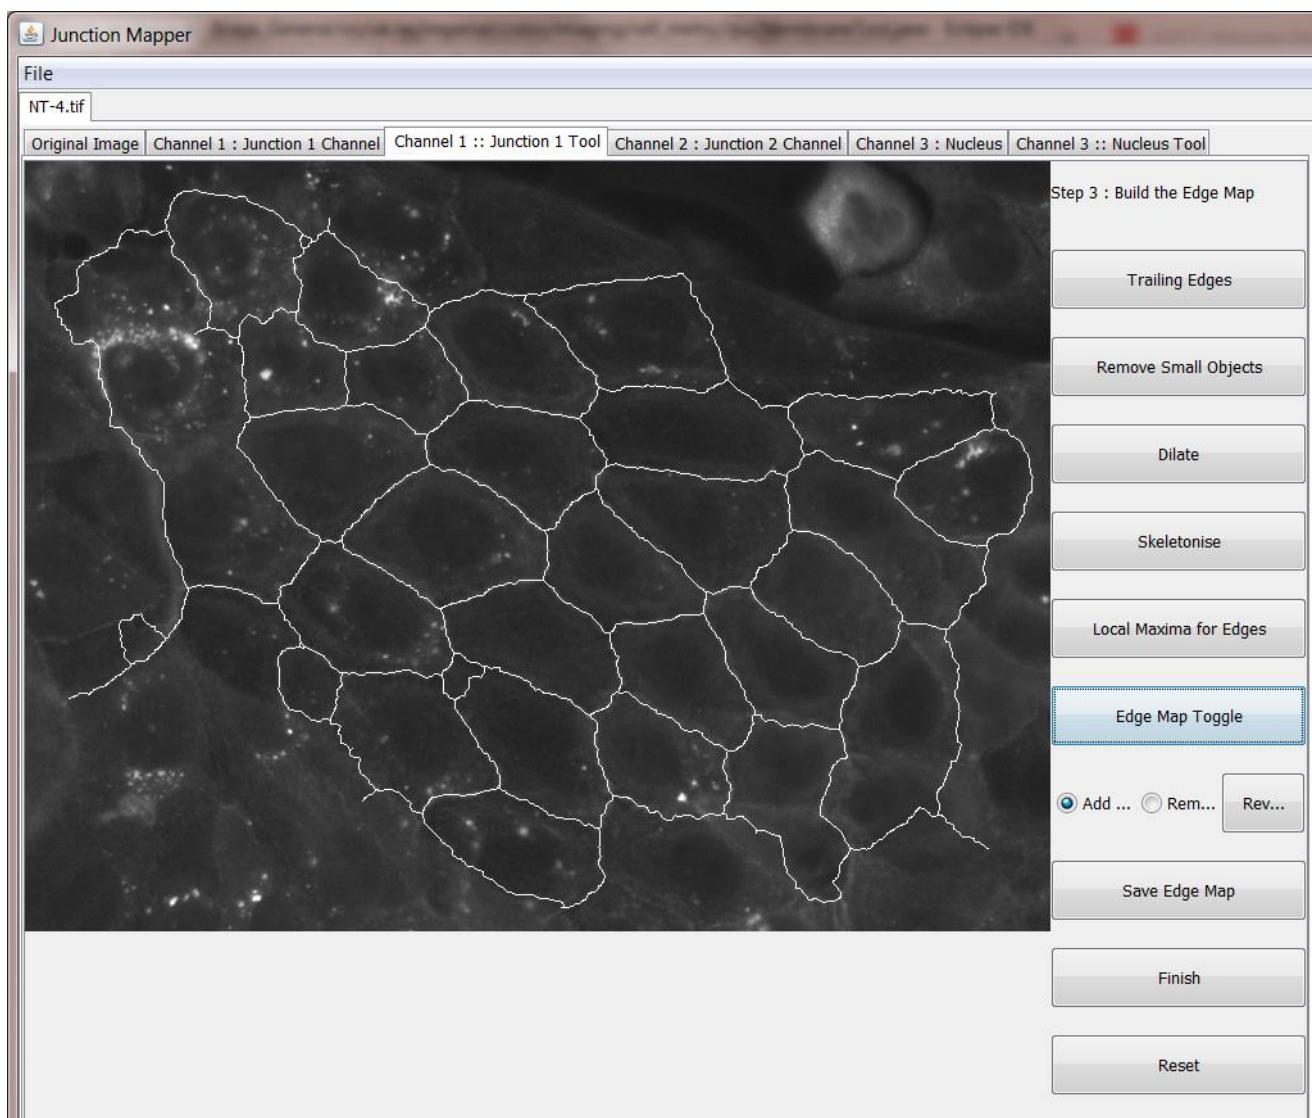 Junction Mapper
File
NT-4.tif
Original Image
Channel 1 : Junction 1 Channel
Channel 1 :: Junction 1 Tool
Channel 2 : Junction 2 Channel
Channel 3 : Nucleus
Channel 3 :: Nucleus Tool
Step 3 : Build the Edge Map
Trailing Edges
Remove Small Objects
Dilate
Skeletonise
Local Maxima for Edges
Edge Map Toggle
Add ... Rem... Rev...
Save Edge Map
Finish
Reset